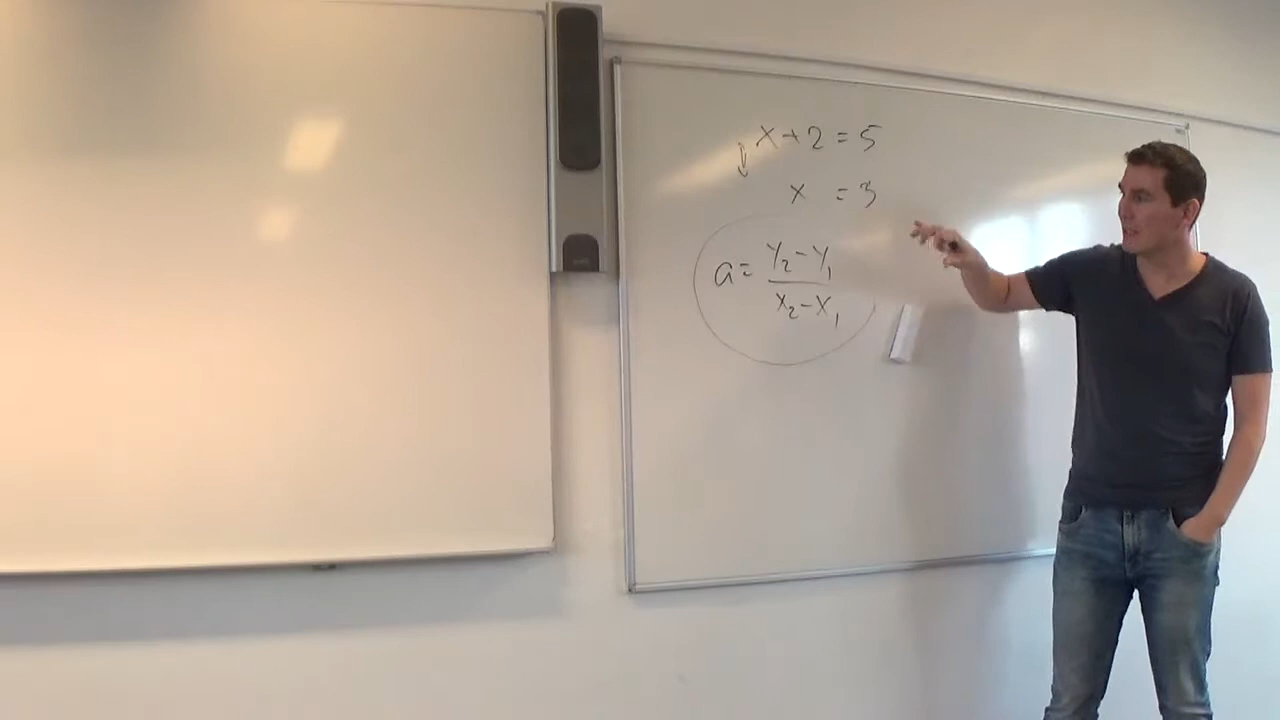 x+2=5
↕
x =3
a= y₂-y₁
x₂-x₁